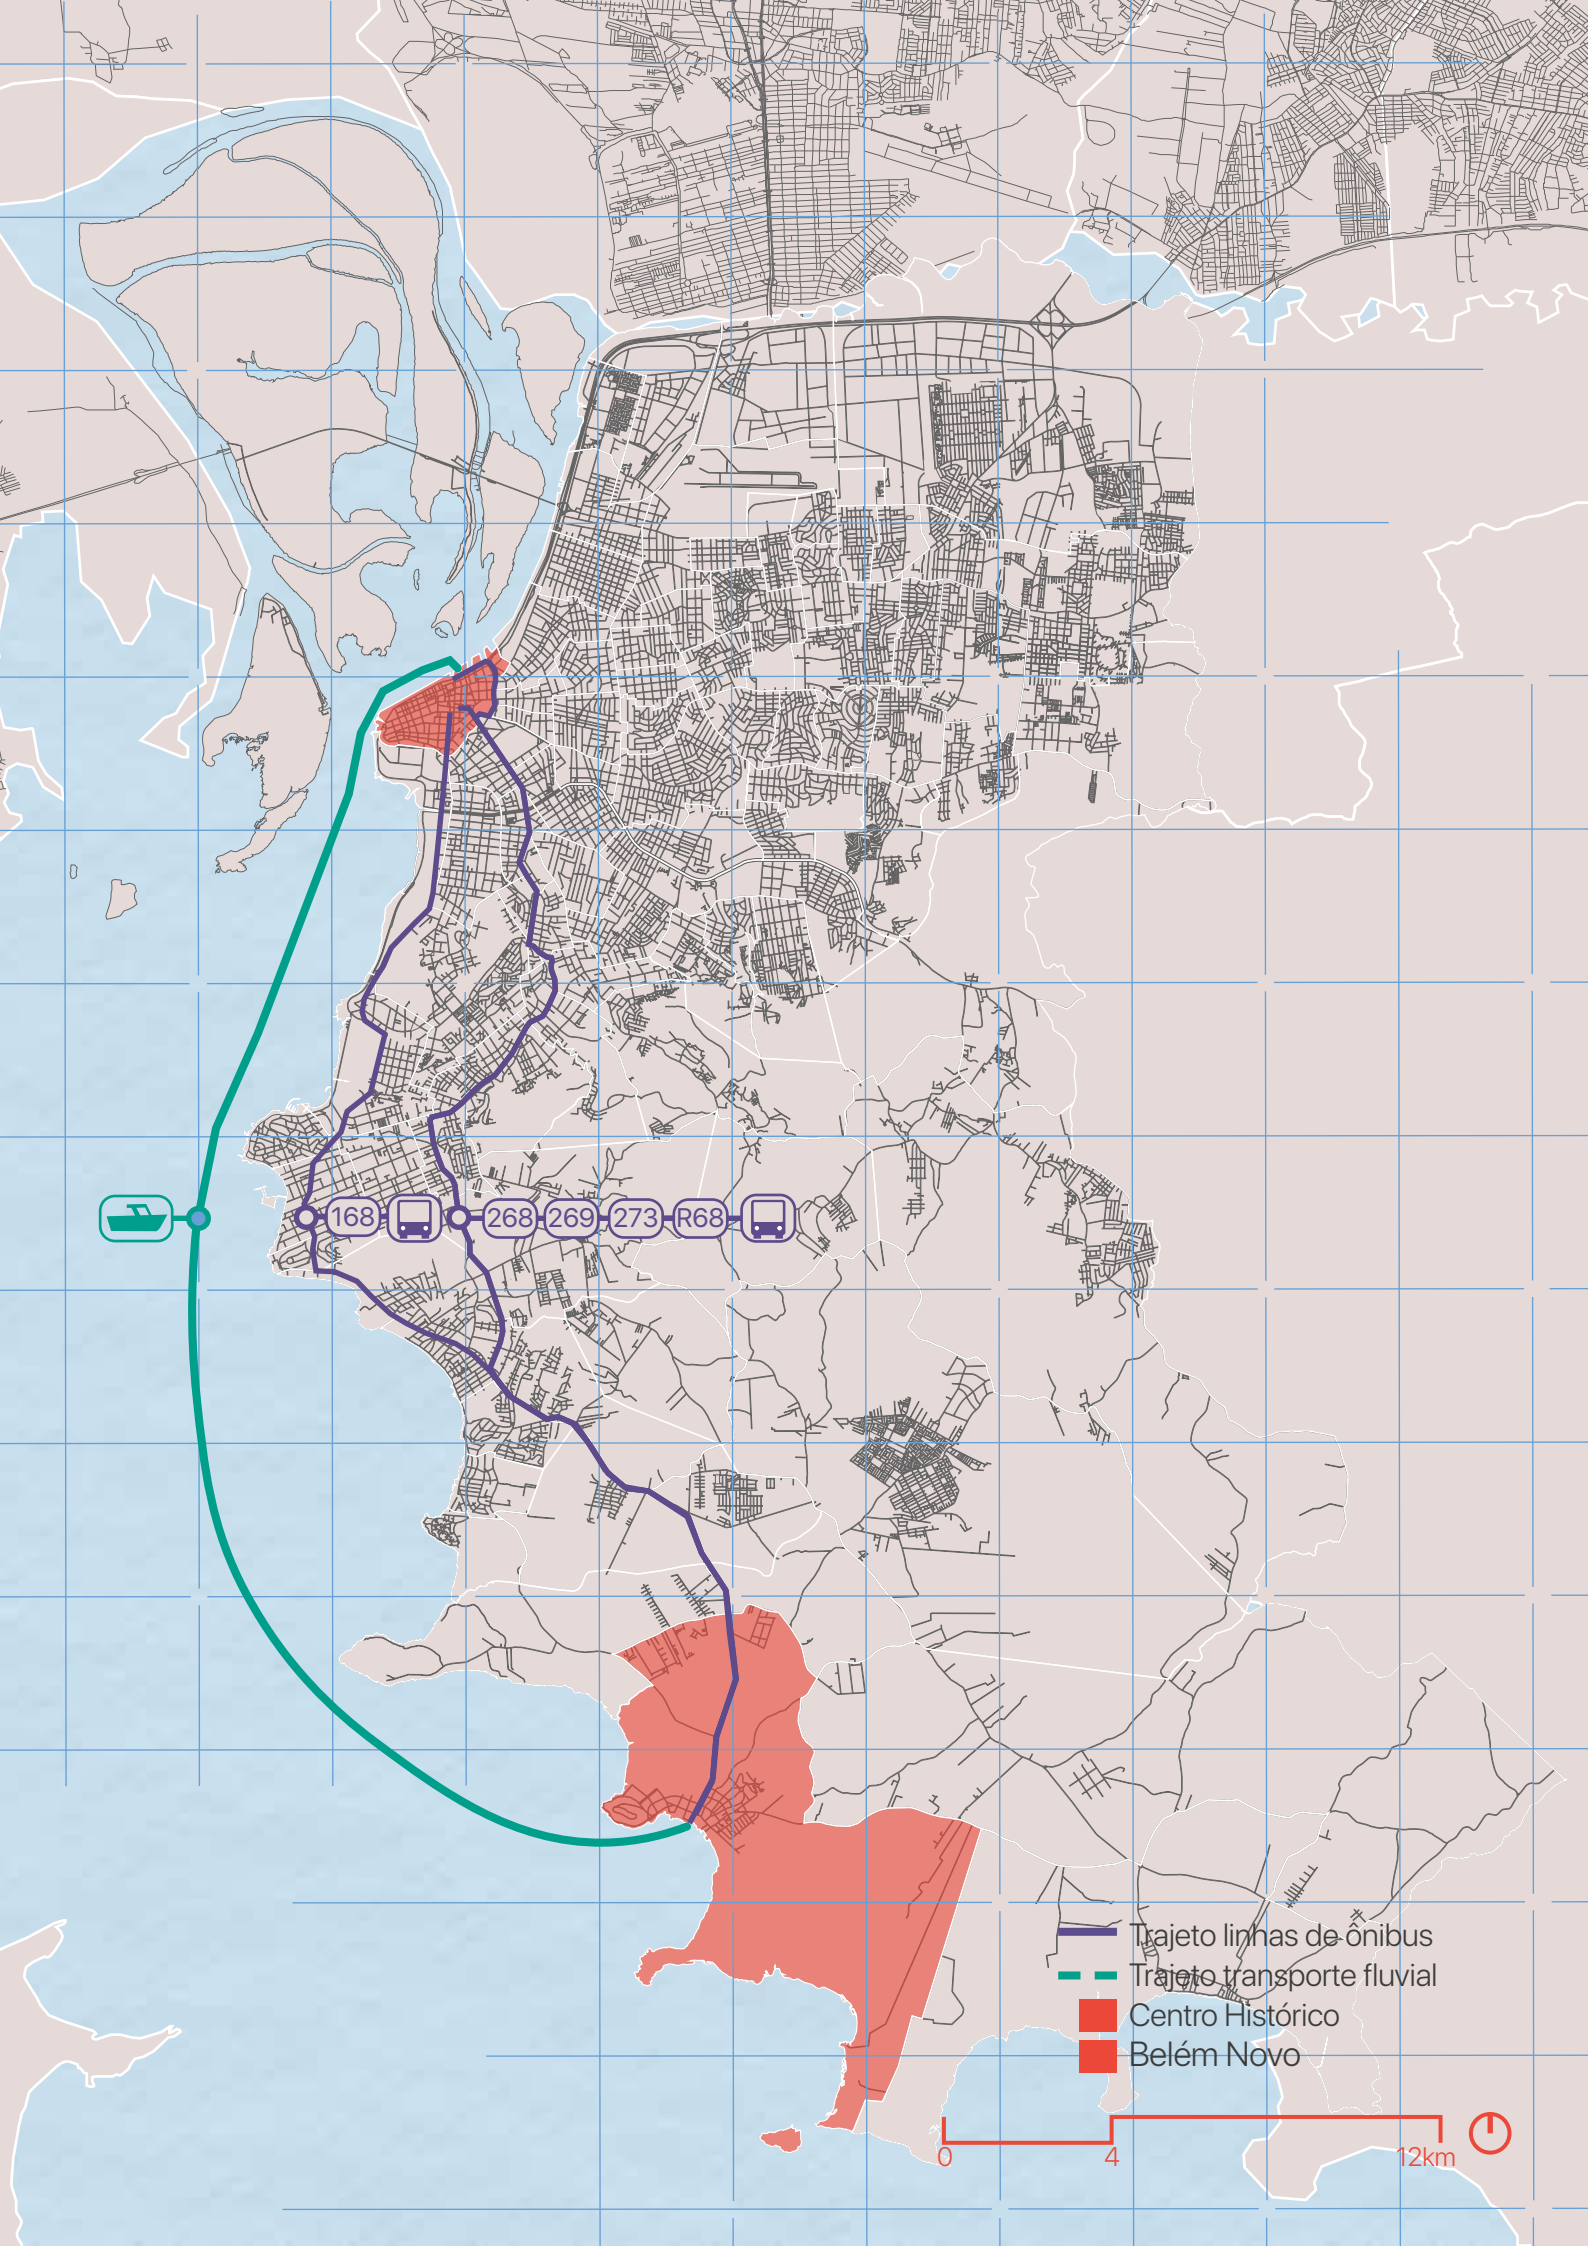 168 268 269 273 R68
Trajeto linhas de ônibus
Trajeto transporte fluvial
Centro Histórico
Belém Novo
0 4 12km